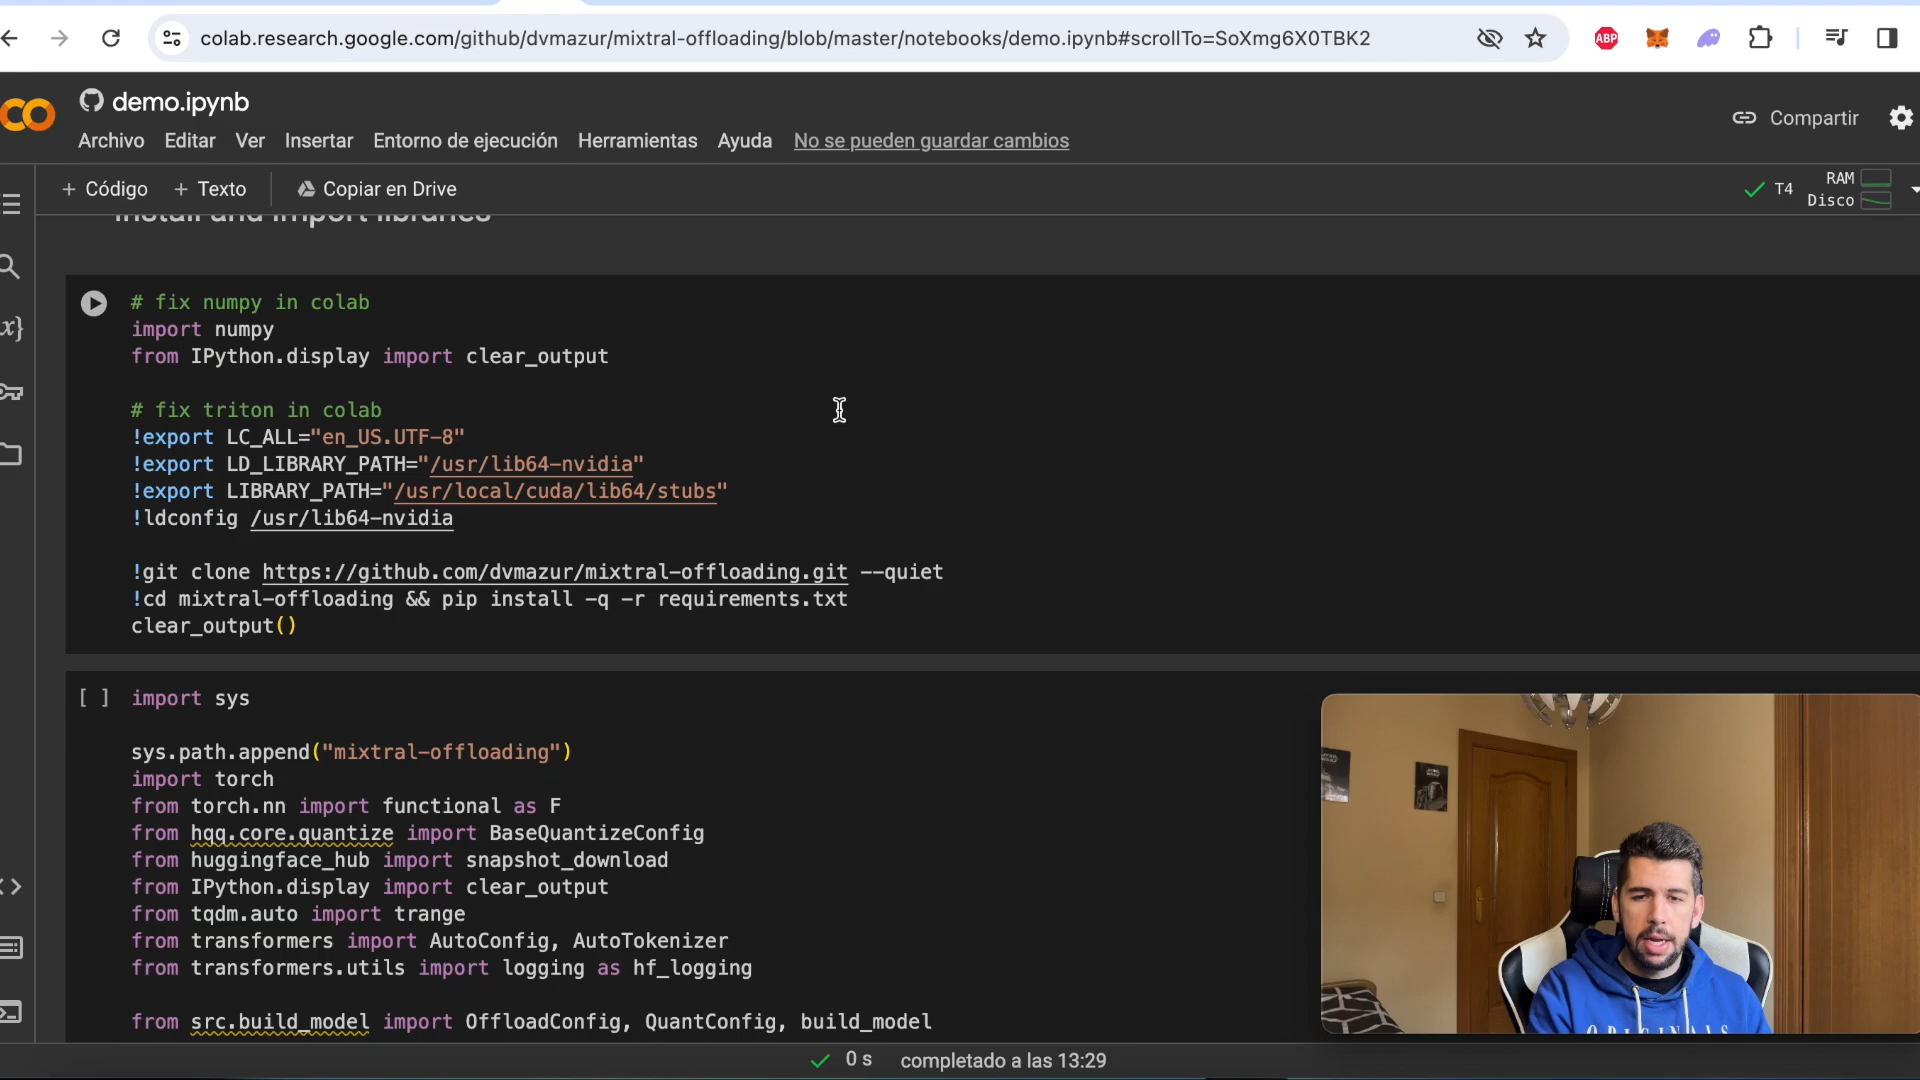 colab.research.google.com/github/dvmazur/mixtral-offloading/blob/master/notebooks/demo.ipynb#scrollTo=SoXmg6X0TBK2
ABP
demo.ipynb
Archivo Editar Ver Insertar Entorno de ejecución Herramientas Ayuda No se pueden guardar cambios
Compartir
+ Código + Texto Copiar en Drive
T4 RAM
Disco
Install and import libraries
# fix numpy in colab
import numpy
from IPython.display import clear_output
# fix triton in colab
!export LC_ALL="en_US.UTF-8"
!export LD_LIBRARY_PATH="/usr/lib64-nvidia"
!export LIBRARY_PATH="/usr/local/cuda/lib64/stubs"
!ldconfig /usr/lib64-nvidia
!git clone https://github.com/dvmazur/mixtral-offloading.git --quiet
!cd mixtral-offloading && pip install -q -r requirements.txt
clear_output()
[ ] import sys
sys.path.append("mixtral-offloading")
import torch
from torch.nn import functional as F
from hqq.core.quantize import BaseQuantizeConfig
from huggingface_hub import snapshot_download
from IPython.display import clear_output
from tqdm.auto import trange
from transformers import AutoConfig, AutoTokenizer
from transformers.utils import logging as hf_logging
from src.build_model import OffloadConfig, QuantConfig, build_model
ORIGINALS
0 s completado a las 13:29